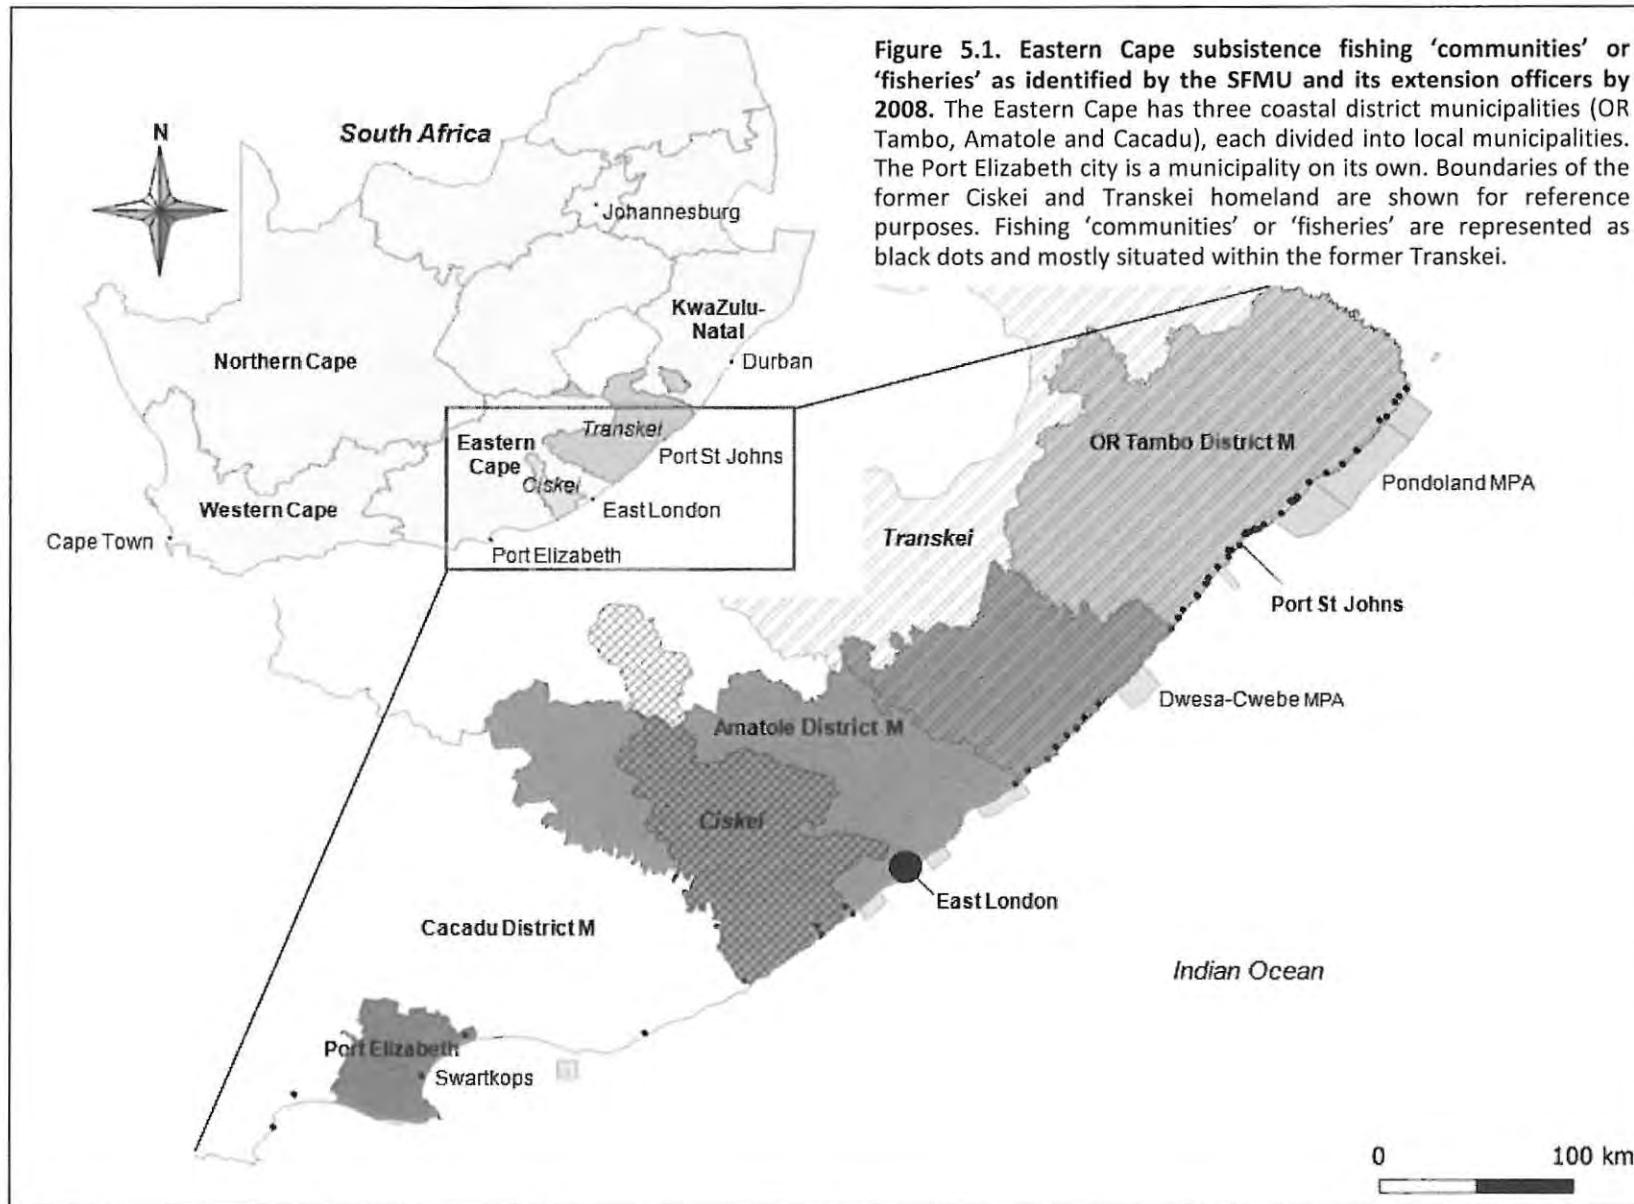 Figure 5.1. Eastern Cape subsistence fishing ‘communities’ or
‘fisheries’ as identified by the SFMU and its extension officers by
2008. The Eastern Cape has three coastal district municipalities (OR
Tambo, Amatole and Cacadu), each divided into local municipalities.
The Port Elizabeth city is a municipality on its own. Boundaries of the
former Ciskei and Transkei homeland are shown for reference
purposes. Fishing ‘communities’ or ‘fisheries’ are represented as
black dots and mostly situated within the former Transkei.
N
South Africa
Johannesburg
KwaZulu-
Natal
Durban
Northern Cape
Transkei
Eastern
Cape
Port St Johns
Ciskei
Western Cape
East London
Cape Town
Port Elizabeth
OR Tambo District M
Pondoland MPA
Transkei
Port St Johns
Dwesa-Cwebe MPA
Amatole District M
Ciskei
East London
Cacadu District M
Indian Ocean
Port Elizabeth
Swartkops
0 100 km